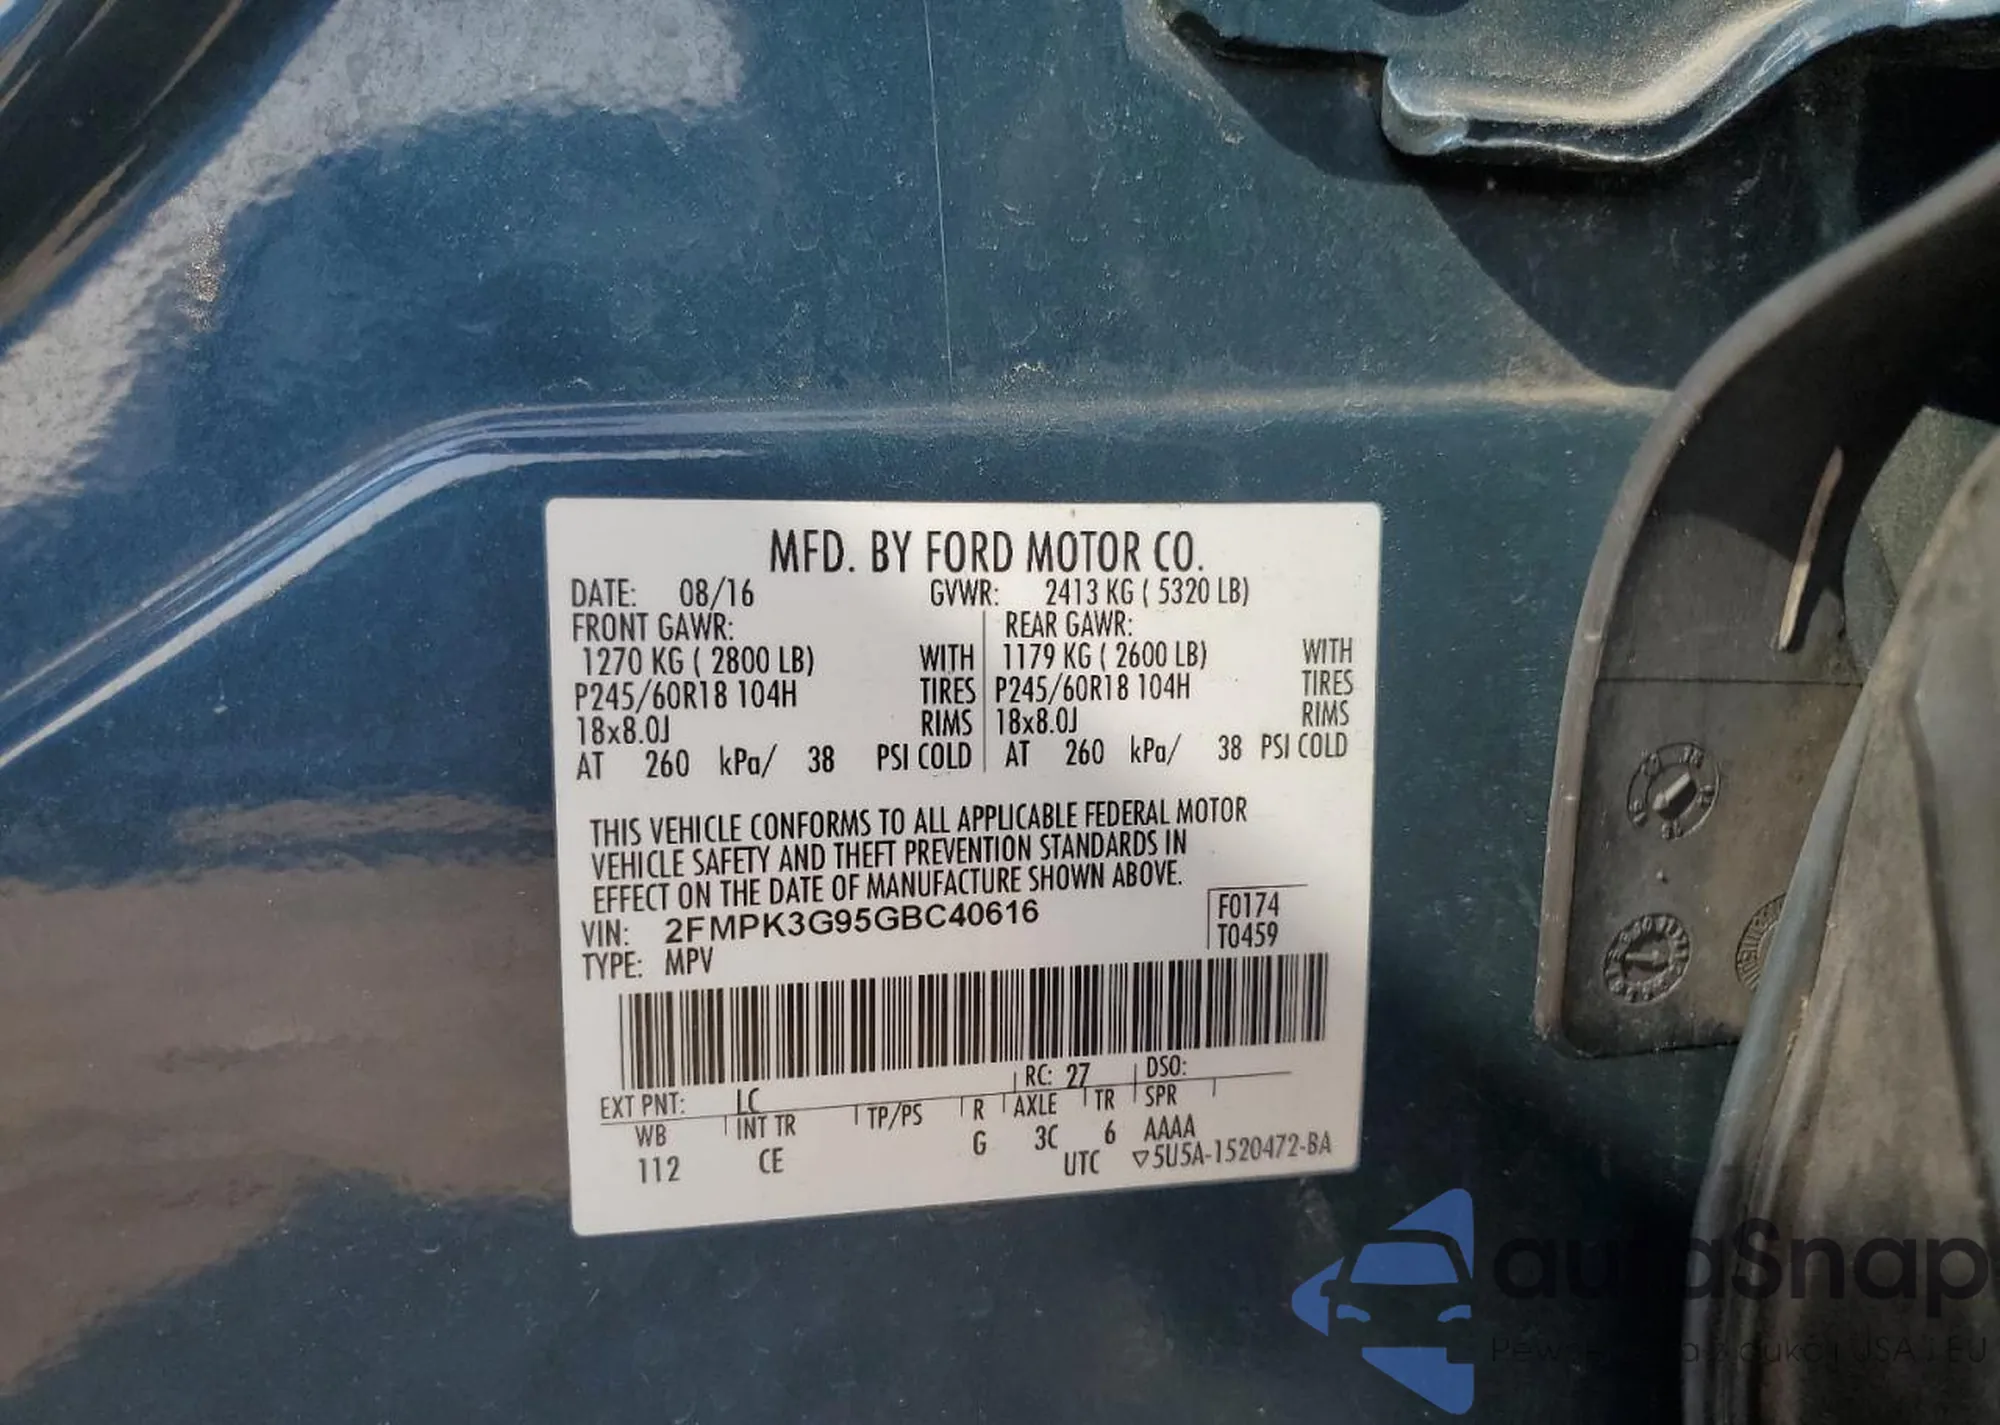 MFD. BY FORD MOTOR CO.
DATE: 08/16 GVWR: 2413 KG ( 5320 LB)
FRONT GAWR: REAR GAWR:
1270 KG ( 2800 LB) WITH 1179 KG ( 2600 LB) WITH
P245/60R18 104H TIRES P245/60R18 104H TIRES
18x8.0J RIMS 18x8.0J RIMS
AT 260 kPa/ 38 PSI COLD AT 260 kPa/ 38 PSI COLD
THIS VEHICLE CONFORMS TO ALL APPLICABLE FEDERAL MOTOR
VEHICLE SAFETY AND THEFT PREVENTION STANDARDS IN
EFFECT ON THE DATE OF MANUFACTURE SHOWN ABOVE.
VIN: 2FMPK3G95GBC40616 F0174
TYPE: MPV T0459
EXT PNT: LC RC: 27 DSO:
WB INT TR TP/PS R AXLE TR SPR
112 CE G 3C 6 AAAA
UTC ▽5U5A-1520472-BA
autaSnap
USA i EU